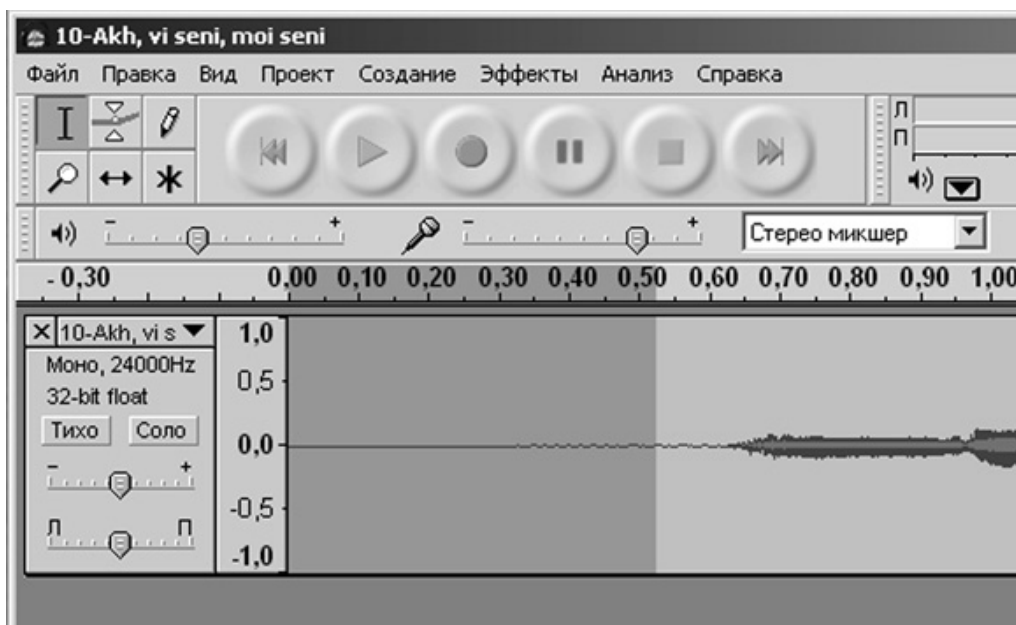 10-Akh, vi seni, moi seni
Файл Правка Вид Проект Создание Эффекты Анализ Справка
Л
П
- +
- +
Стерео микшер
- 0,30 0,00 0,10 0,20 0,30 0,40 0,50 0,60 0,70 0,80 0,90 1,00
10-Akh, vi s
Моно, 24000Hz
32-bit float
Тихо Соло
- +
Л П
1,0
0,5
0,0
-0,5
-1,0